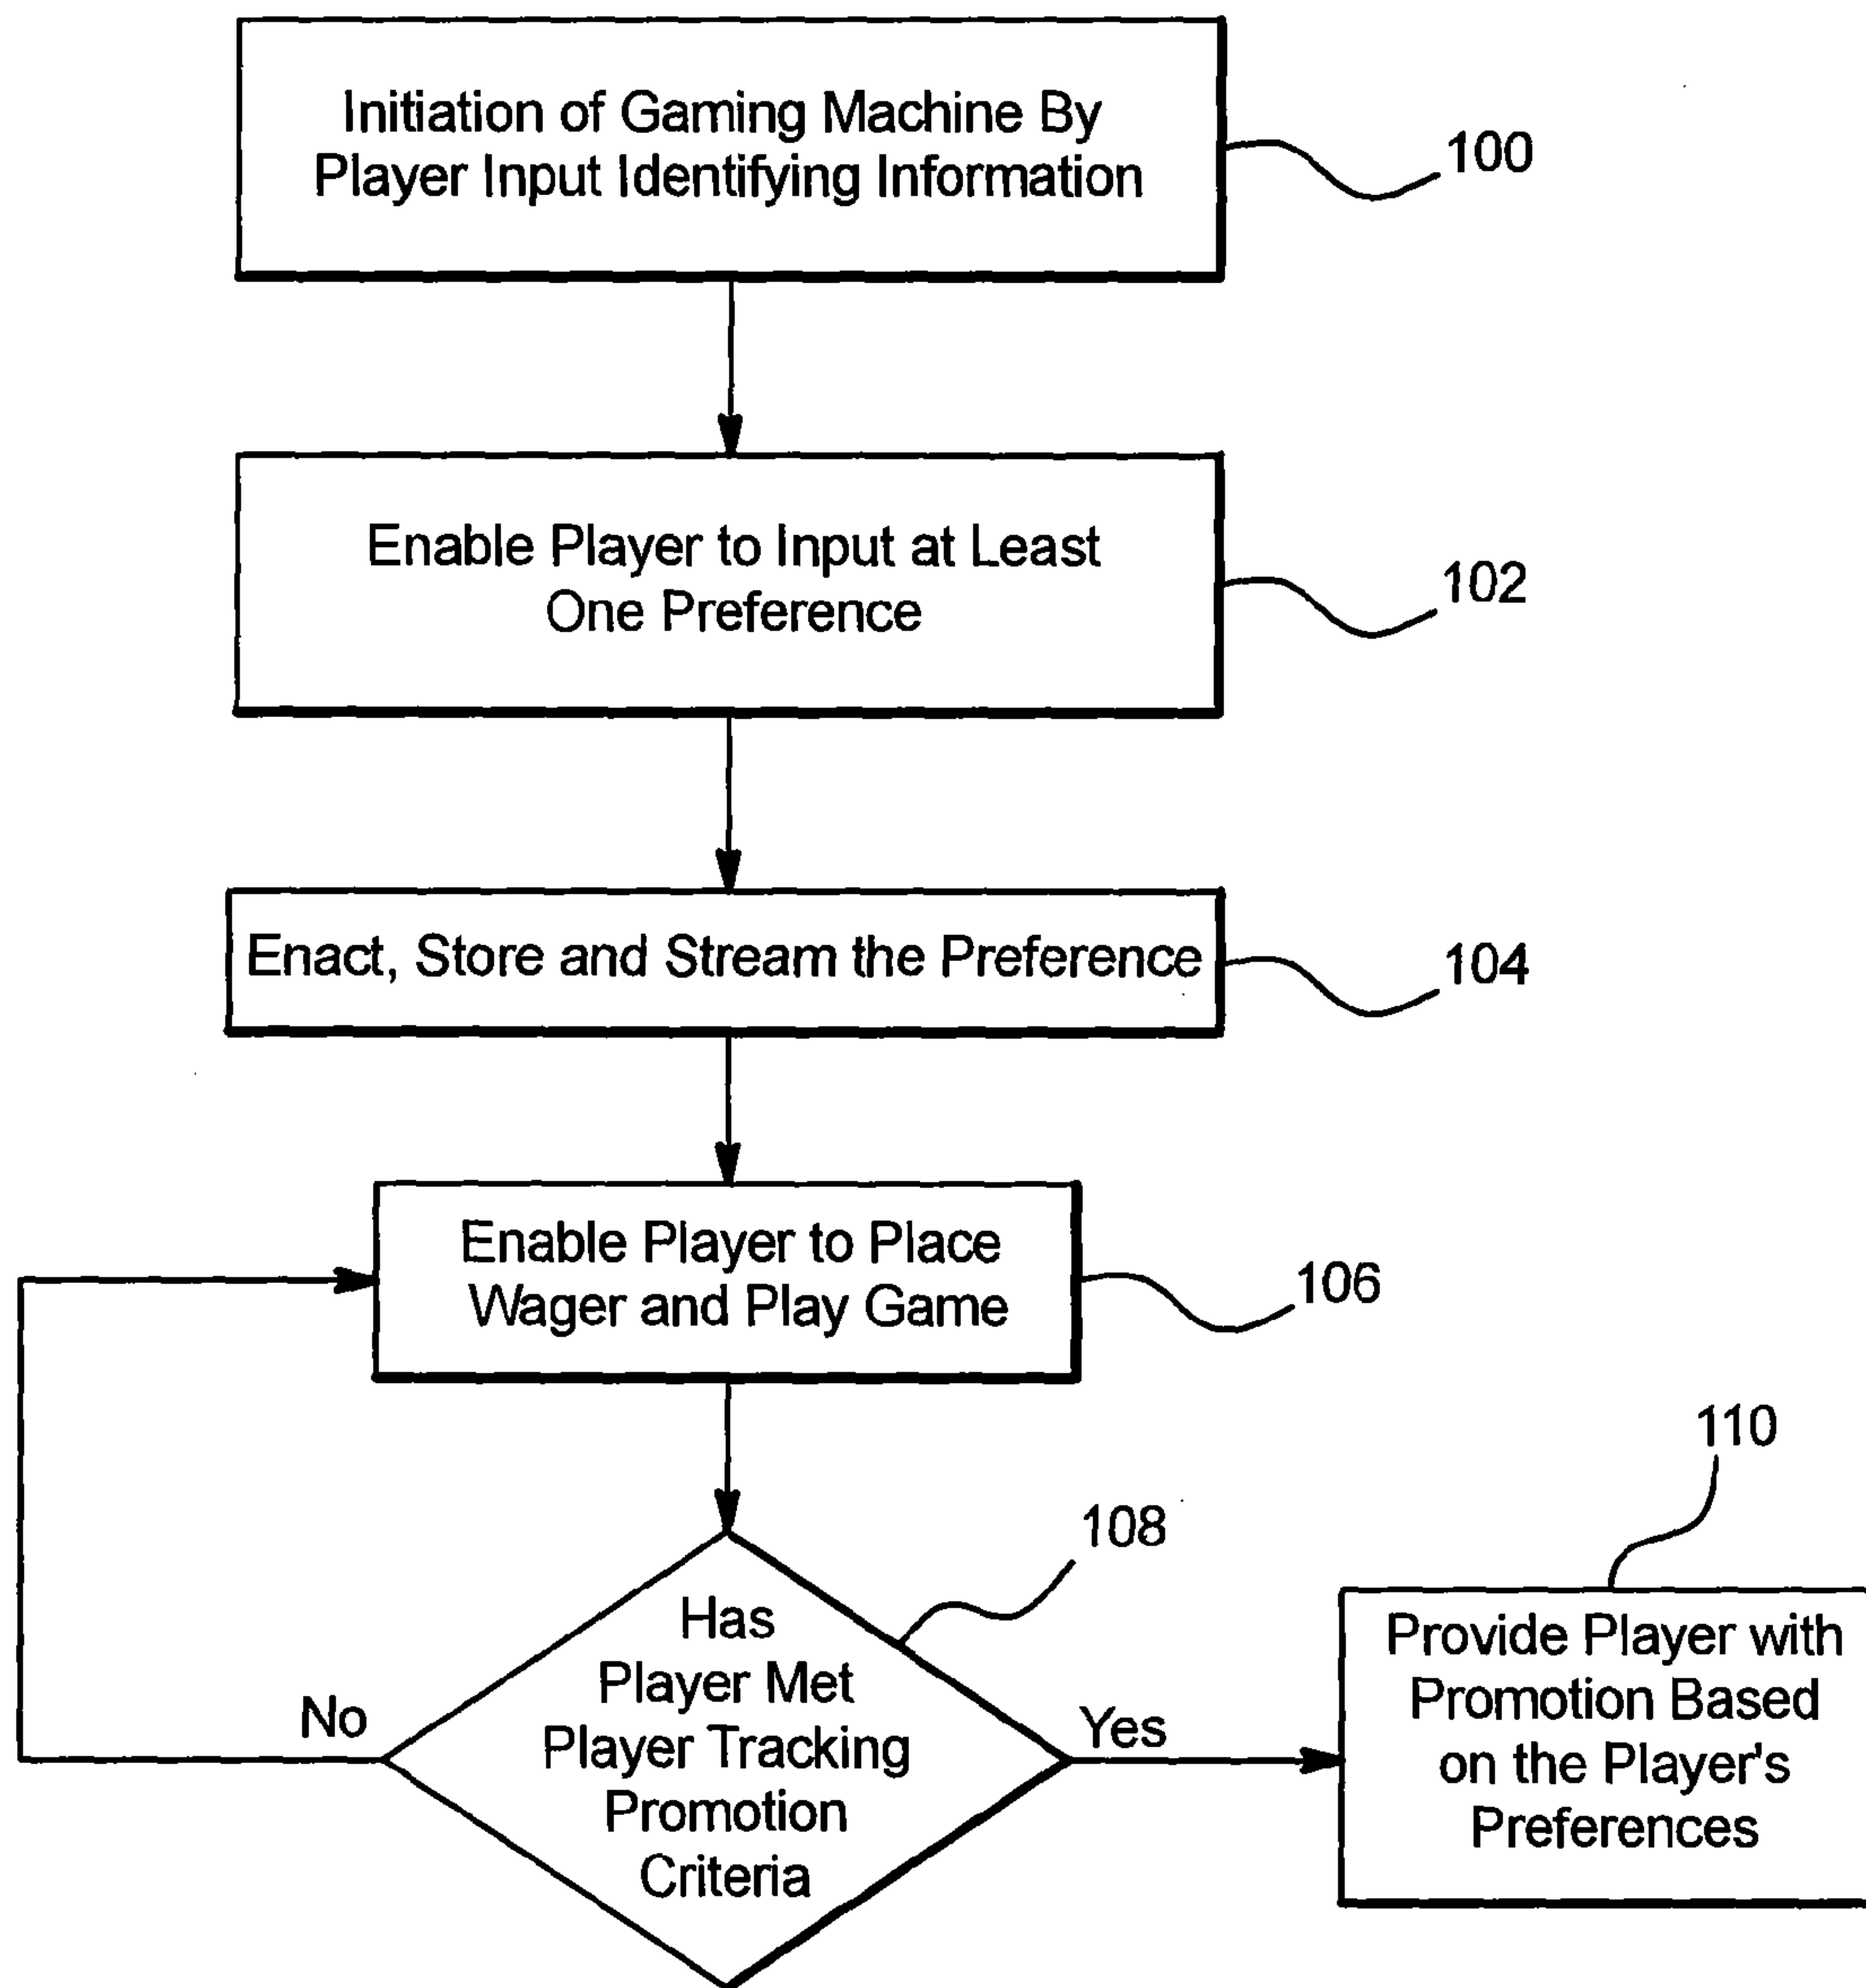 Initiation of Gaming Machine By
Player Input Identifying Information
100
Enable Player to Input at Least
One Preference
102
Enact, Store and Stream the Preference
104
Enable Player to Place
Wager and Play Game
106
108
Has
Player Met
Player Tracking
Promotion
Criteria
No
Yes
110
Provide Player with
Promotion Based
on the Player's
Preferences